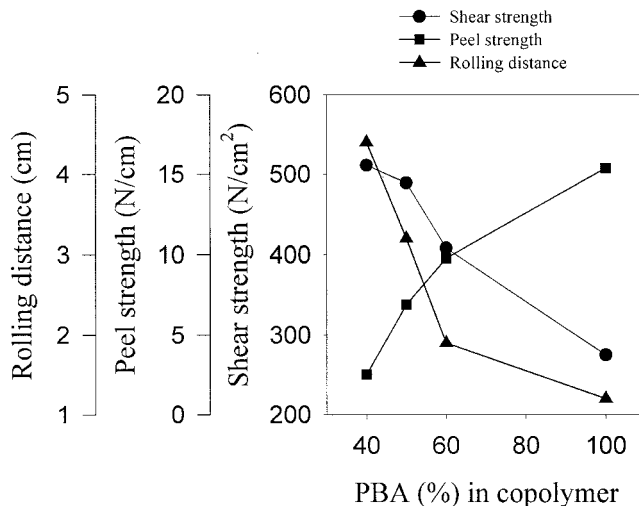 Shear strength
Peel strength
Rolling distance
5 20 600
4 15 500
3 10 400
2 5 300
1 0 200
Rolling distance (cm)
Peel strength (N/cm)
Shear strength (N/cm²)
40 60 80 100
PBA (%) in copolymer